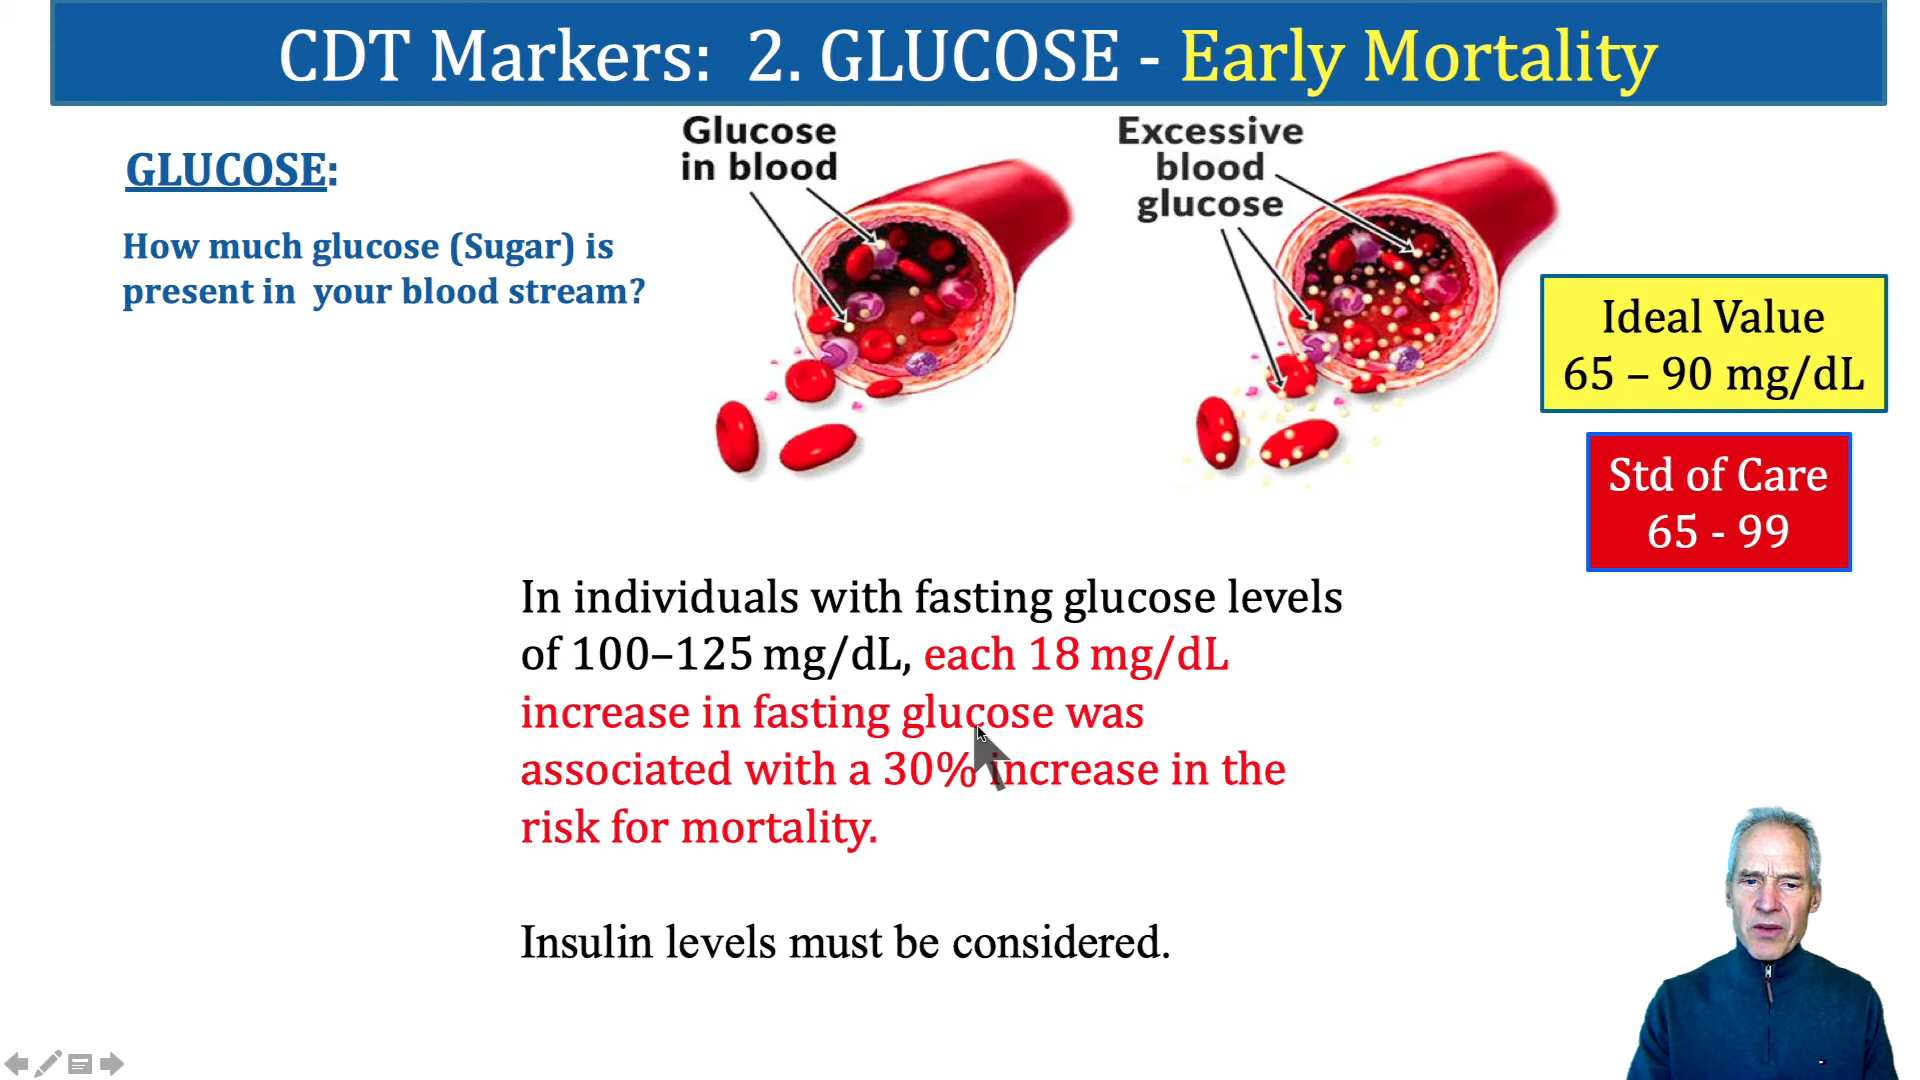 CDT Markers: 2. GLUCOSE - Early Mortality
GLUCOSE:
How much glucose (Sugar) is
present in your blood stream?
Glucose
in blood
Excessive
blood
glucose
Ideal Value
65 – 90 mg/dL
Std of Care
65 - 99
In individuals with fasting glucose levels
of 100–125 mg/dL, each 18 mg/dL
increase in fasting glucose was
associated with a 30% increase in the
risk for mortality.
Insulin levels must be considered.